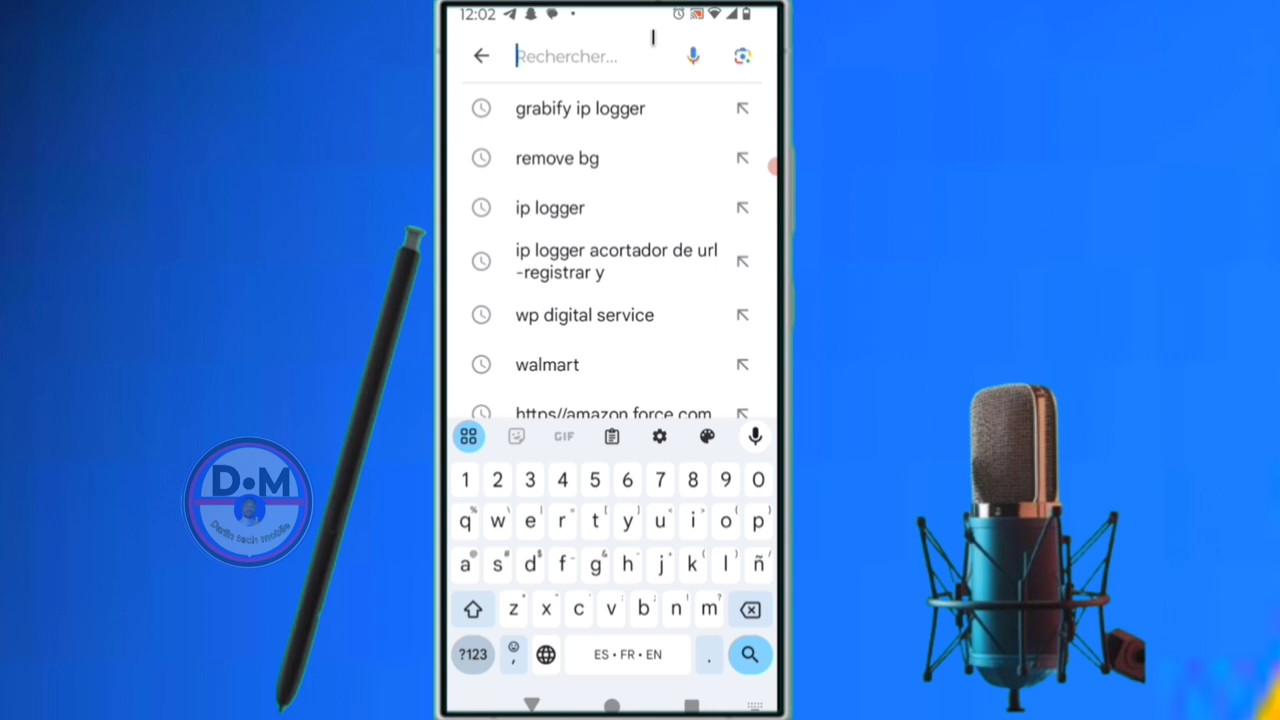 12:02
Rechercher...
grabify ip logger
remove bg
ip logger
ip logger acortador de url
-registrar y
wp digital service
walmart
https//amazon force com
GIF
1 2 3 4 5 6 7 8 9 0
q w e r t y u i o p
a s d f g h j k l ñ
z x c v b n m
?123 , ES • FR • EN .
D•M
Darlin tech mobile